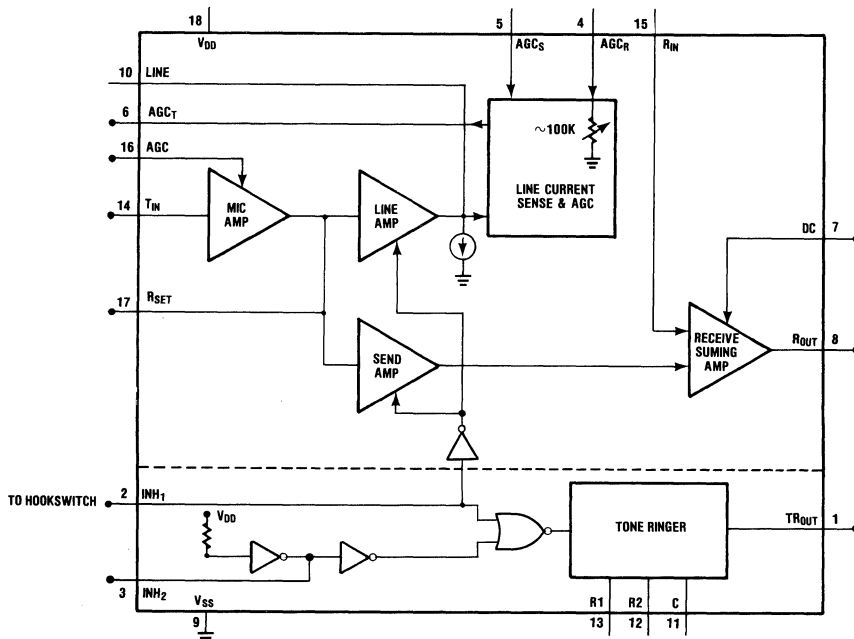 18
5
4
15
VDD
AGCS
AGCR
RIN
10 LINE
6 AGCT
~100K
16 AGC
LINE CURRENT
SENSE & AGC
14 TIN
MIC
AMP
LINE
AMP
DC 7
17 RSET
SEND
AMP
RECEIVE
SUMING
AMP
ROUT 8
TO HOOKSWITCH
2 INH1
VDD
TONE RINGER
TROUT 1
3 INH2
VSS
9
R1 R2 C
13 12 11